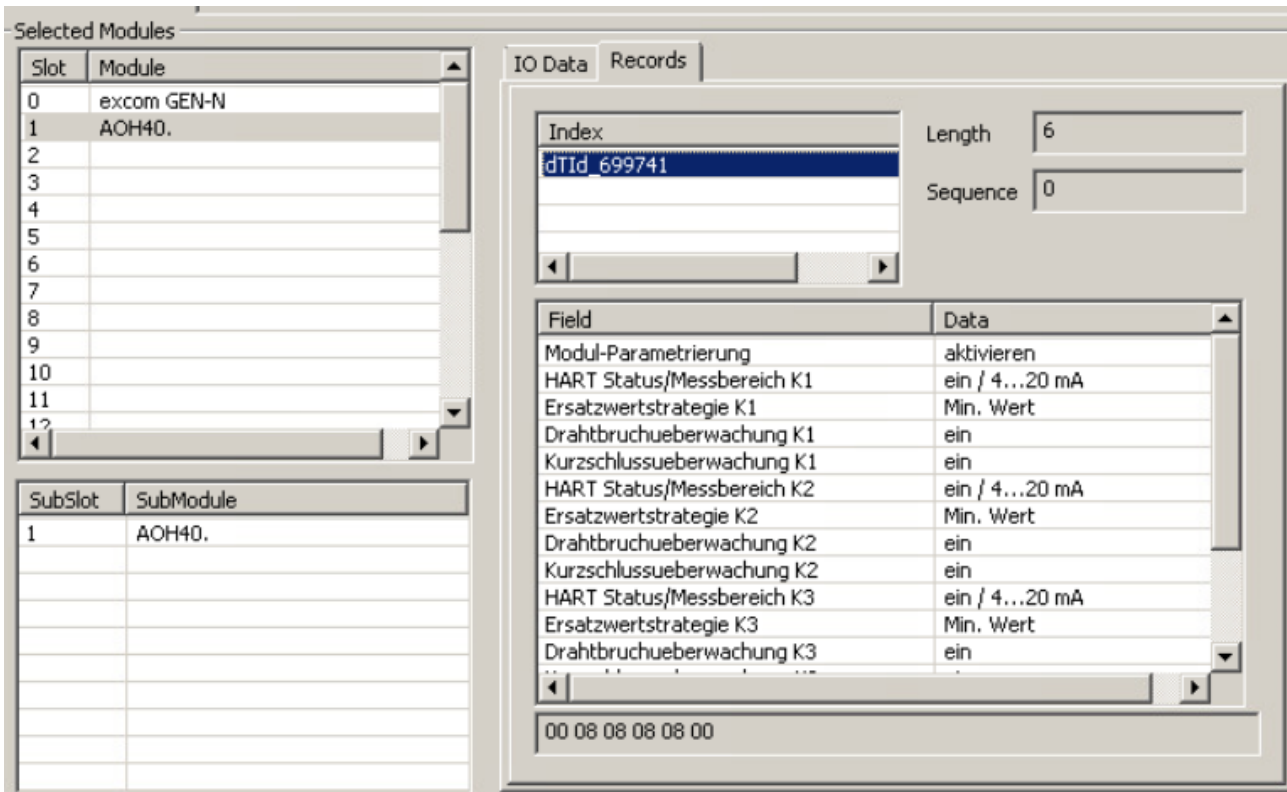 Selected Modules
Slot Module
0 excom GEN-N
1 AOH40.
2
3
4
5
6
7
8
9
10
11
12
SubSlot SubModule
1 AOH40.
IO Data Records
Index
dTId_699741
Length 6
Sequence 0
Field Data
Modul-Parametrierung aktivieren
HART Status/Messbereich K1 ein / 4...20 mA
Ersatzwertstrategie K1 Min. Wert
Drahtbruchueberwachung K1 ein
Kurzschlussueberwachung K1 ein
HART Status/Messbereich K2 ein / 4...20 mA
Ersatzwertstrategie K2 Min. Wert
Drahtbruchueberwachung K2 ein
Kurzschlussueberwachung K2 ein
HART Status/Messbereich K3 ein / 4...20 mA
Ersatzwertstrategie K3 Min. Wert
Drahtbruchueberwachung K3 ein
00 08 08 08 08 00